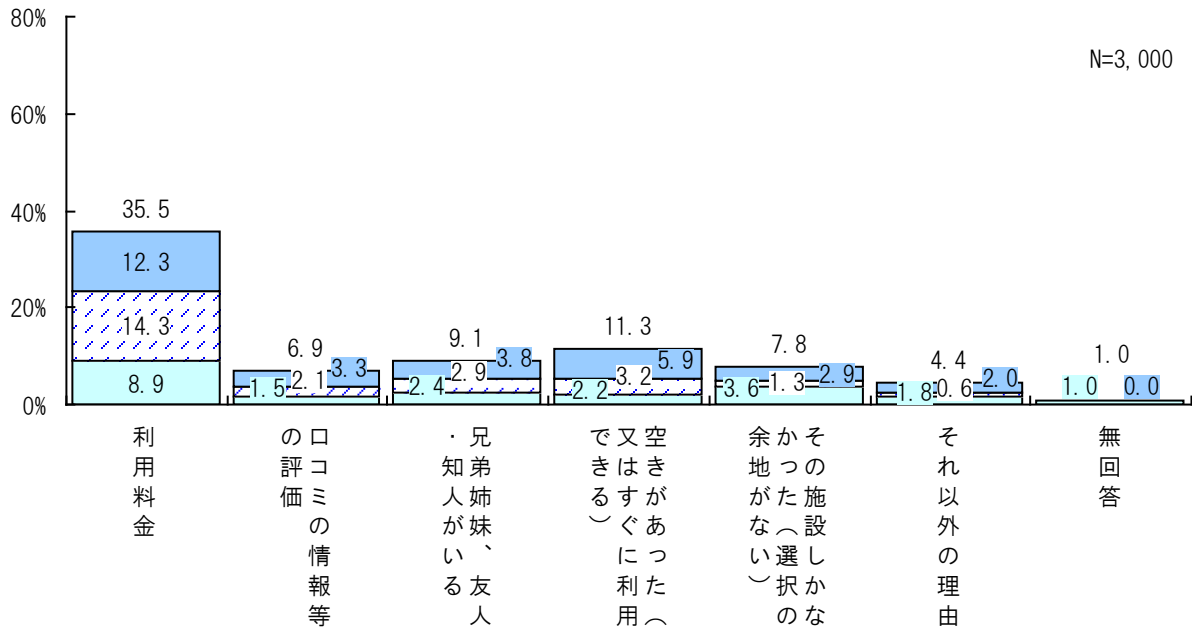 80%
N=3,000
60%
40%
20%
0%
35.5
12.3
14.3
8.9
6.9
3.3
2.1
1.5
9.1
3.8
2.9
2.4
11.3
5.9
3.2
2.2
7.8
2.9
1.3
3.6
4.4
2.0
0.6
1.8
1.0
0.0
1.0
利用料金
口コミの情報等
の評価
兄弟姉妹、友人
・知人がいる
空きがあった（
又はすぐに利用
できる）
その施設しかな
かった（選択の
余地がない）
それ以外の理由
無回答